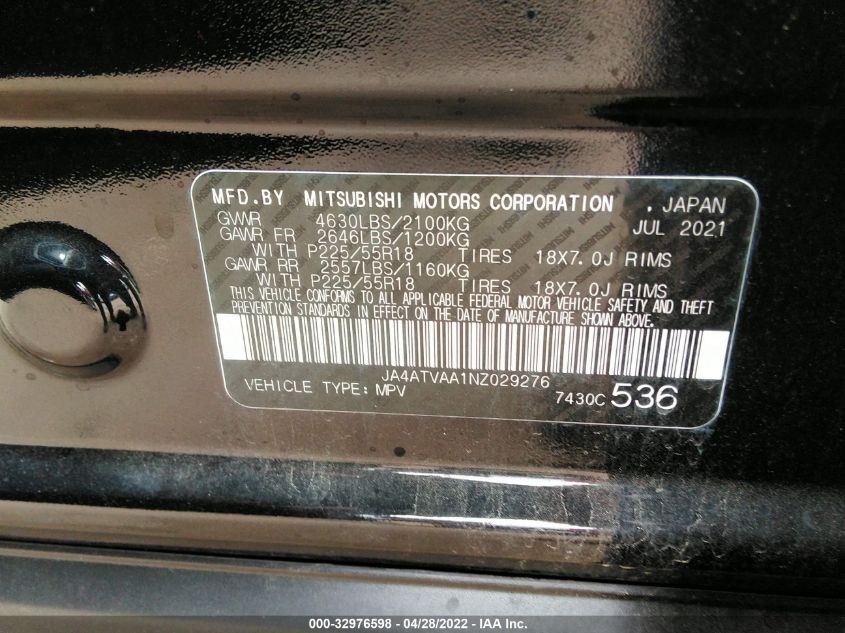 MFD.BY MITSUBISHI MOTORS CORPORATION , JAPAN
GVWR 4630LBS/2100KG JUL 2021
GAWR FR 2646LBS/1200KG
WITH P225/55R18 TIRES 18X7.0J RIMS
GAWR RR 2557LBS/1160KG
WITH P225/55R18 TIRES 18X7.0J RIMS
THIS VEHICLE CONFORMS TO ALL APPLICABLE FEDERAL MOTOR VEHICLE SAFETY AND THEFT
PREVENTION STANDARDS IN EFFECT ON THE DATE OF MANUFACTURE SHOWN ABOVE.
JA4ATVAA1NZ029276
VEHICLE TYPE: MPV 7430C 536
000-32976598 - 04/28/2022 - IAA Inc.